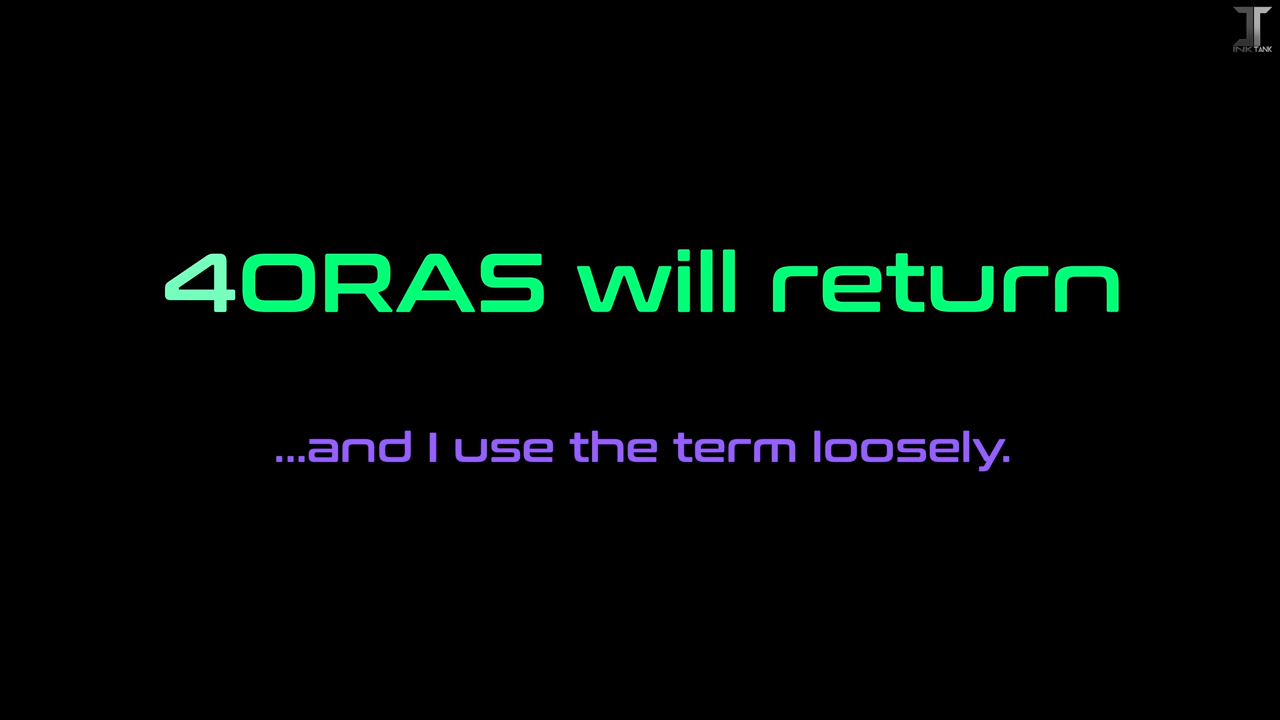 INK TANK
4ORAS will return
...and I use the term loosely.